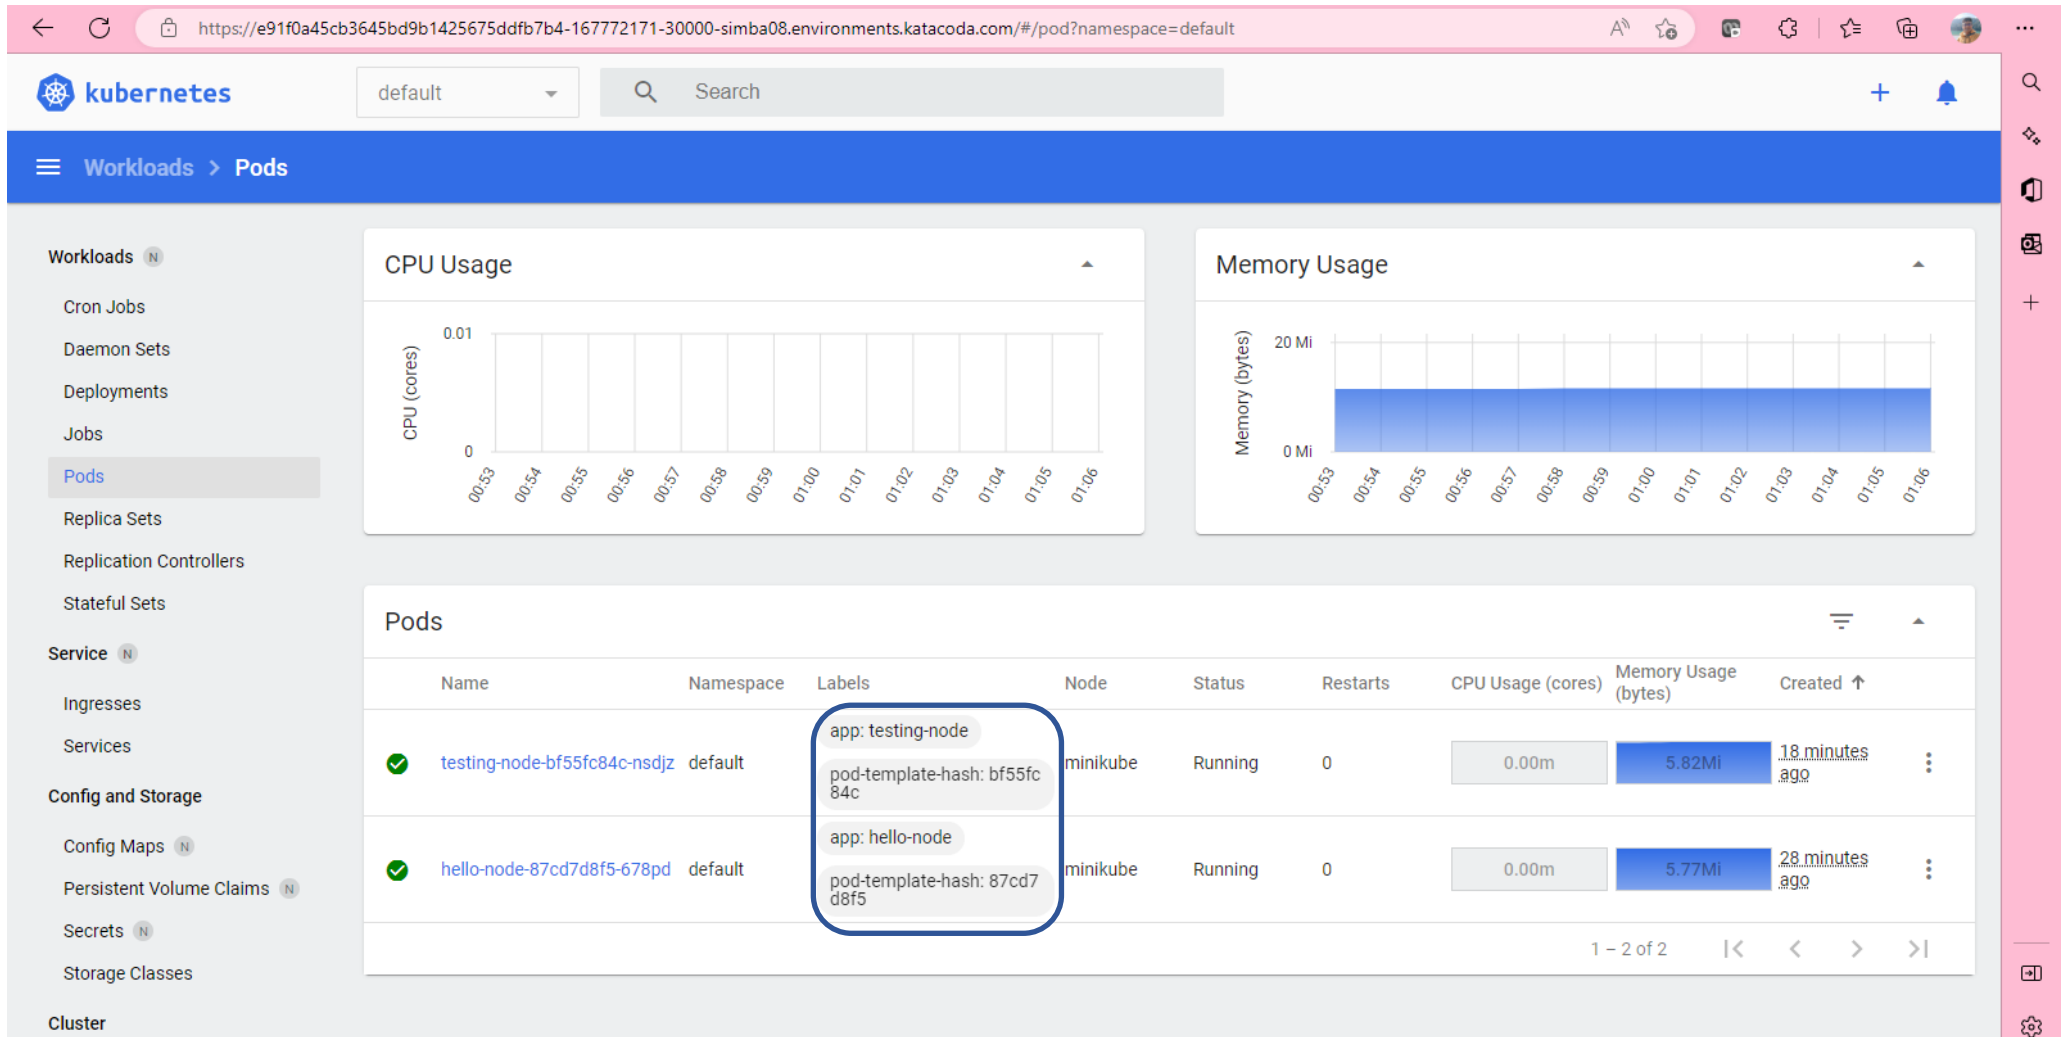 https://e91f0a45cb3645bd9b1425675ddfb7b4-167772171-30000-simba08.environments.katacoda.com/#/pod?namespace=default
kubernetes
default
Search
Workloads > Pods
Workloads N
Cron Jobs
Daemon Sets
Deployments
Jobs
Pods
Replica Sets
Replication Controllers
Stateful Sets
Service N
Ingresses
Services
Config and Storage
Config Maps N
Persistent Volume Claims N
Secrets N
Storage Classes
Cluster
CPU Usage
CPU (cores)
0.01
0
00:53 00:54 00:55 00:56 00:57 00:58 00:59 01:00 01:01 01:02 01:03 01:04 01:05 01:06
Memory Usage
Memory (bytes)
20 Mi
0 Mi
00:53 00:54 00:55 00:56 00:57 00:58 00:59 01:00 01:01 01:02 01:03 01:04 01:05 01:06
Pods
Name Namespace Labels Node Status Restarts CPU Usage (cores) Memory Usage (bytes) Created
testing-node-bf55fc84c-nsdjz default
app: testing-node
pod-template-hash: bf55fc
84c
minikube Running 0 0.00m 5.82Mi
18 minutes
ago
hello-node-87cd7d8f5-678pd default
app: hello-node
pod-template-hash: 87cd7
d8f5
minikube Running 0 0.00m 5.77Mi
28 minutes
ago
1 – 2 of 2